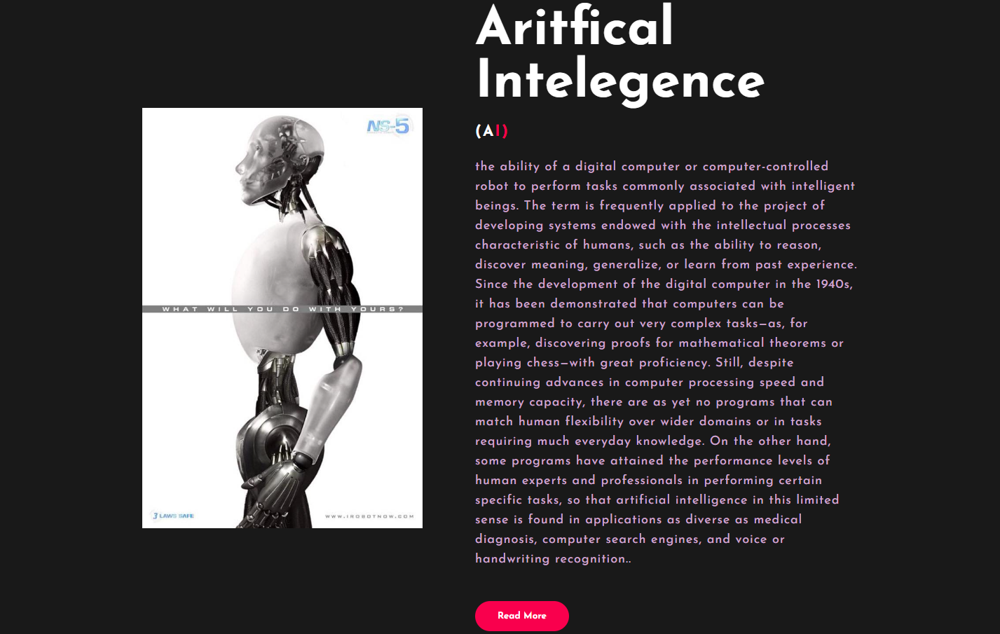 Aritfical
Intelegence
(AI)
the ability of a digital computer or computer-controlled
robot to perform tasks commonly associated with intelligent
beings. The term is frequently applied to the project of
developing systems endowed with the intellectual processes
characteristic of humans, such as the ability to reason,
discover meaning, generalize, or learn from past experience.
Since the development of the digital computer in the 1940s,
it has been demonstrated that computers can be
programmed to carry out very complex tasks—as, for
example, discovering proofs for mathematical theorems or
playing chess—with great proficiency. Still, despite
continuing advances in computer processing speed and
memory capacity, there are as yet no programs that can
match human flexibility over wider domains or in tasks
requiring much everyday knowledge. On the other hand,
some programs have attained the performance levels of
human experts and professionals in performing certain
specific tasks, so that artificial intelligence in this limited
sense is found in applications as diverse as medical
diagnosis, computer search engines, and voice or
handwriting recognition..
Read More
NS-5
WHAT WILL YOU DO WITH YOURS?
3 LAWS SAFE
WWW.IROBOTNOW.COM